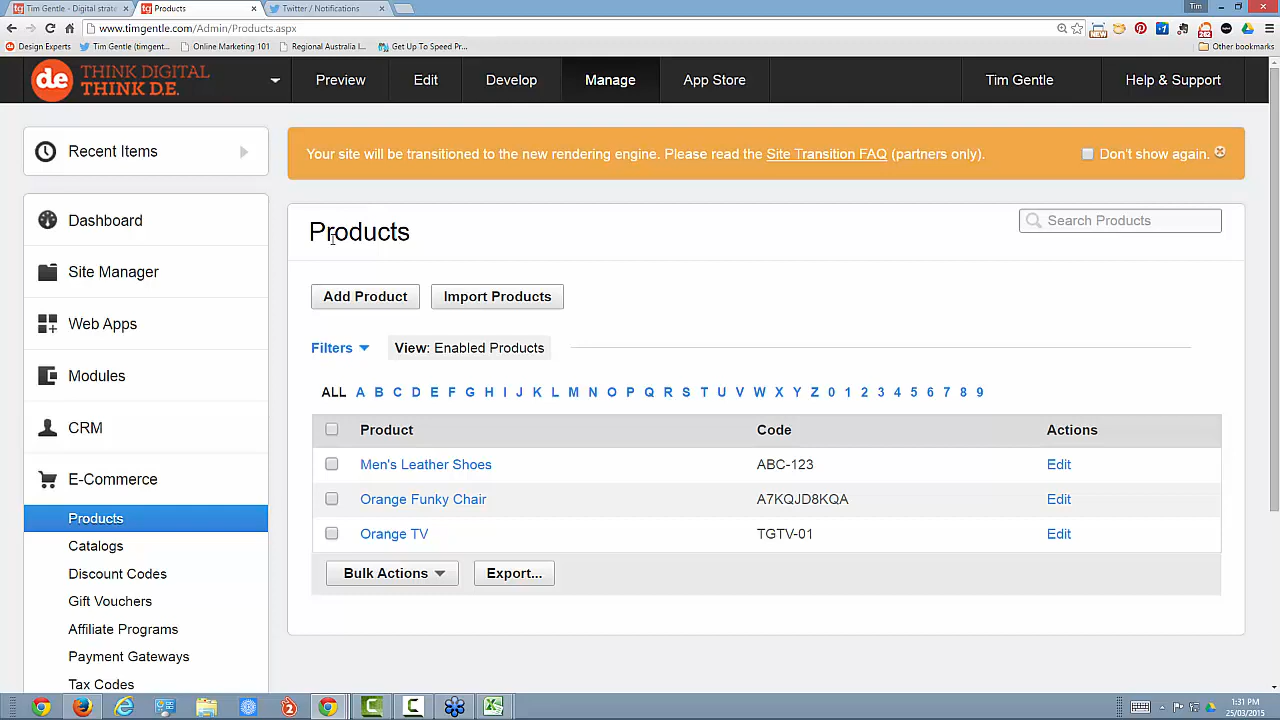 Tim Gentle - Digital strate
Products
Twitter / Notifications
Tim
www.timgentle.com/Admin/Products.aspx
Design Experts
Tim Gentle (timgent...
Online Marketing 101
Regional Australia I...
Get Up To Speed Pr...
Other bookmarks
d.e THINK DIGITAL
THINK D.E.
Preview
Edit
Develop
Manage
App Store
Tim Gentle
Help & Support
Recent Items
Your site will be transitioned to the new rendering engine. Please read the Site Transition FAQ (partners only).
Don't show again.
Dashboard
Site Manager
Web Apps
Modules
CRM
E-Commerce
Products
Catalogs
Discount Codes
Gift Vouchers
Affiliate Programs
Payment Gateways
Tax Codes
Products
Search Products
Add Product
Import Products
Filters
View: Enabled Products
ALL A B C D E F G H I J K L M N O P Q R S T U V W X Y Z 0 1 2 3 4 5 6 7 8 9
Product Code Actions
Men's Leather Shoes ABC-123 Edit
Orange Funky Chair A7KQJD8KQA Edit
Orange TV TGTV-01 Edit
Bulk Actions
Export...
1:31 PM
25/03/2015